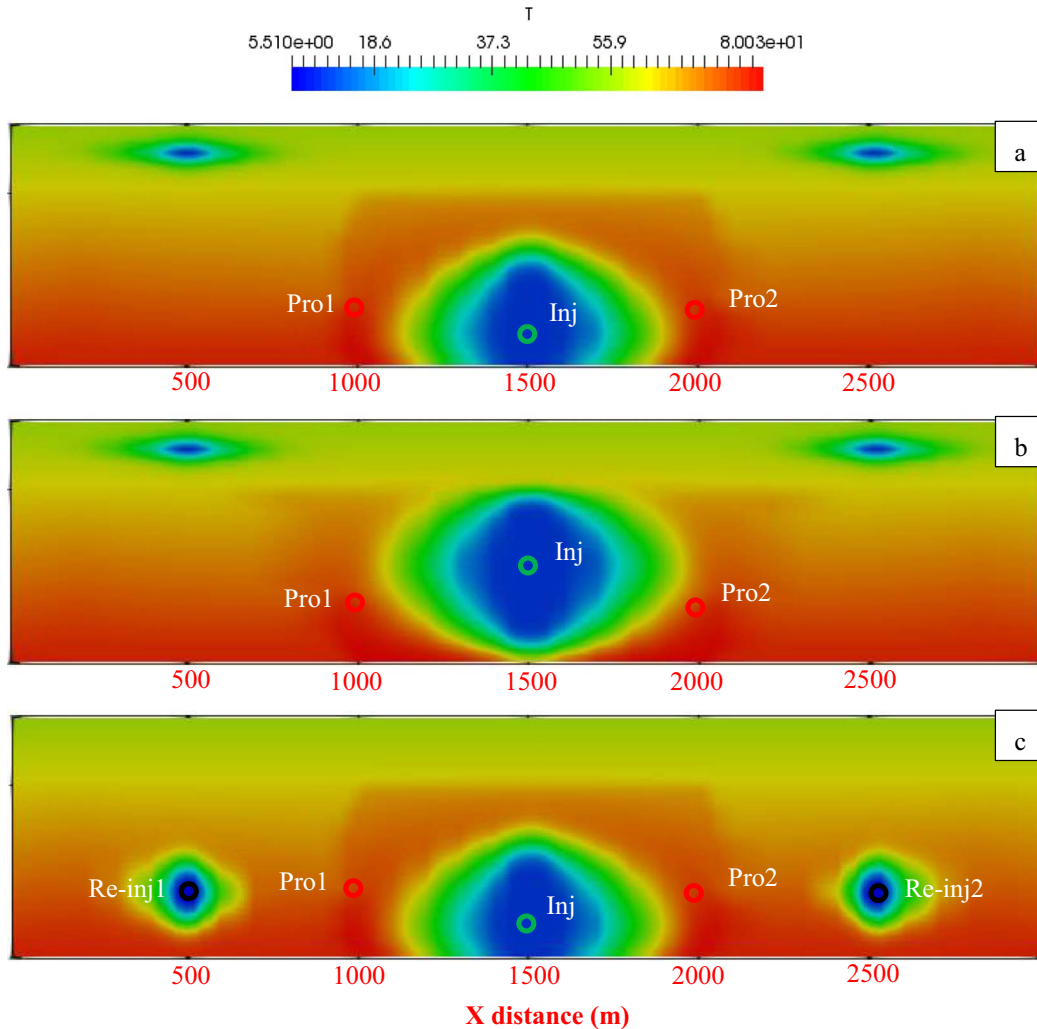 T
5.510e+00 18.6 37.3 55.9 8.003e+01
a
Pro1 Inj Pro2
500 1000 1500 2000 2500
b
Inj
Pro1 Pro2
500 1000 1500 2000 2500
c
Re-inj1 Pro1 Inj Pro2 Re-inj2
500 1000 1500 2000 2500
X distance (m)